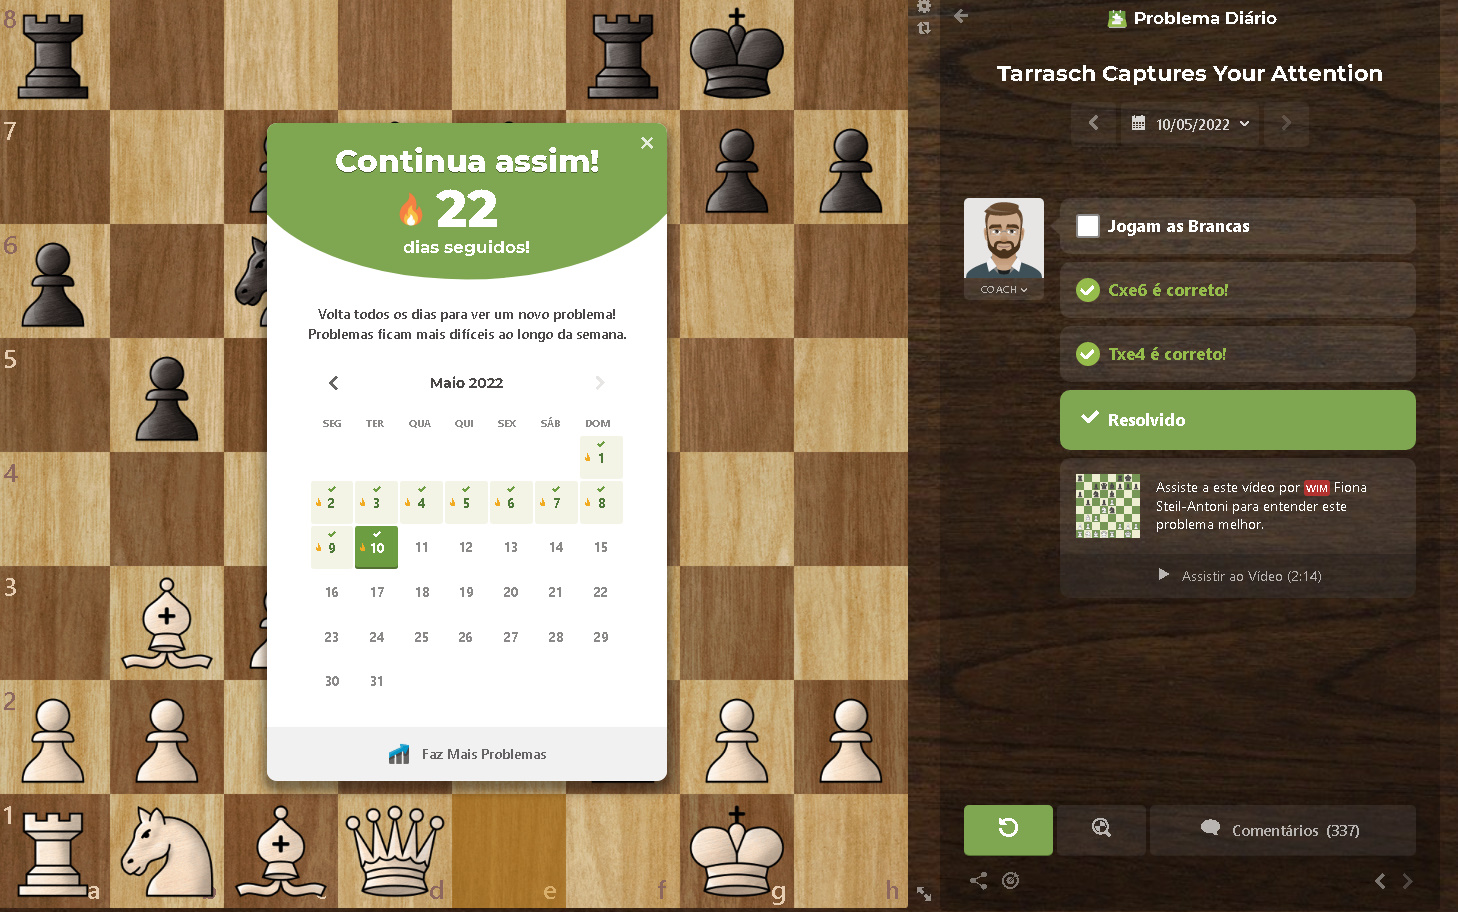 8
7
6
5
4
3
2
1
a
d
e
f
g
h
Continua assim!
22
dias seguidos!
Volta todos os dias para ver um novo problema!
Problemas ficam mais difíceis ao longo da semana.
Maio 2022
SEG TER QUA QUI SEX SÁB DOM
1
2 3 4 5 6 7 8
9 10 11 12 13 14 15
16 17 18 19 20 21 22
23 24 25 26 27 28 29
30 31
Faz Mais Problemas
Problema Diário
Tarrasch Captures Your Attention
10/05/2022
COACH
Jogam as Brancas
Cxe6 é correto!
Txe4 é correto!
Resolvido
Assiste a este vídeo por WIM Fiona
Steil-Antoni para entender este
problema melhor.
Assistir ao Vídeo (2:14)
Comentários (337)